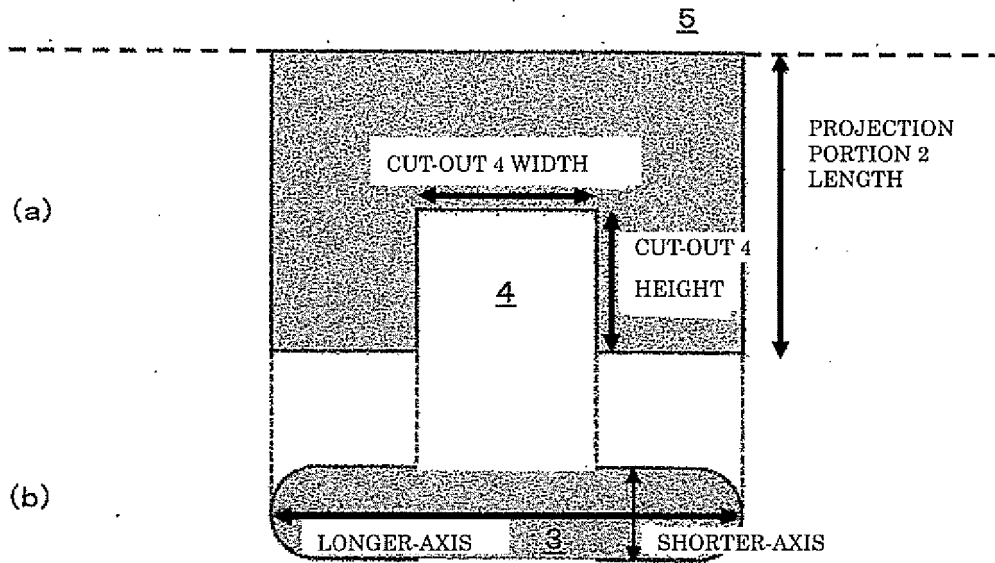 5
PROJECTION
PORTION 2
LENGTH
CUT-OUT 4 WIDTH
(a)
CUT-OUT 4
HEIGHT
4
(b)
LONGER-AXIS
3
SHORTER-AXIS